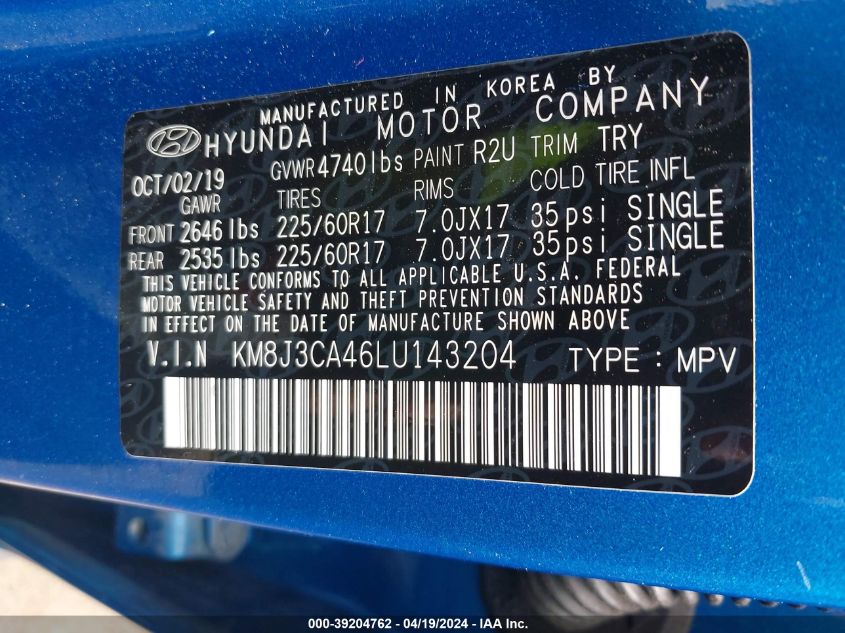 MANUFACTURED IN KOREA BY
HYUNDAI MOTOR COMPANY
OCT/02/19 GVWR 4740lbs PAINT R2U TRIM TRY
GAWR TIRES RIMS COLD TIRE INFL
FRONT 2646 lbs 225/60R17 7.0JX17 35psi SINGLE
REAR 2535 lbs 225/60R17 7.0JX17 35psi SINGLE
THIS VEHICLE CONFORMS TO ALL APPLICABLE U.S.A. FEDERAL
MOTOR VEHICLE SAFETY AND THEFT PREVENTION STANDARDS
IN EFFECT ON THE DATE OF MANUFACTURE SHOWN ABOVE
V.I.N KM8J3CA46LU143204 TYPE : MPV
000-39204762 - 04/19/2024 - IAA Inc.